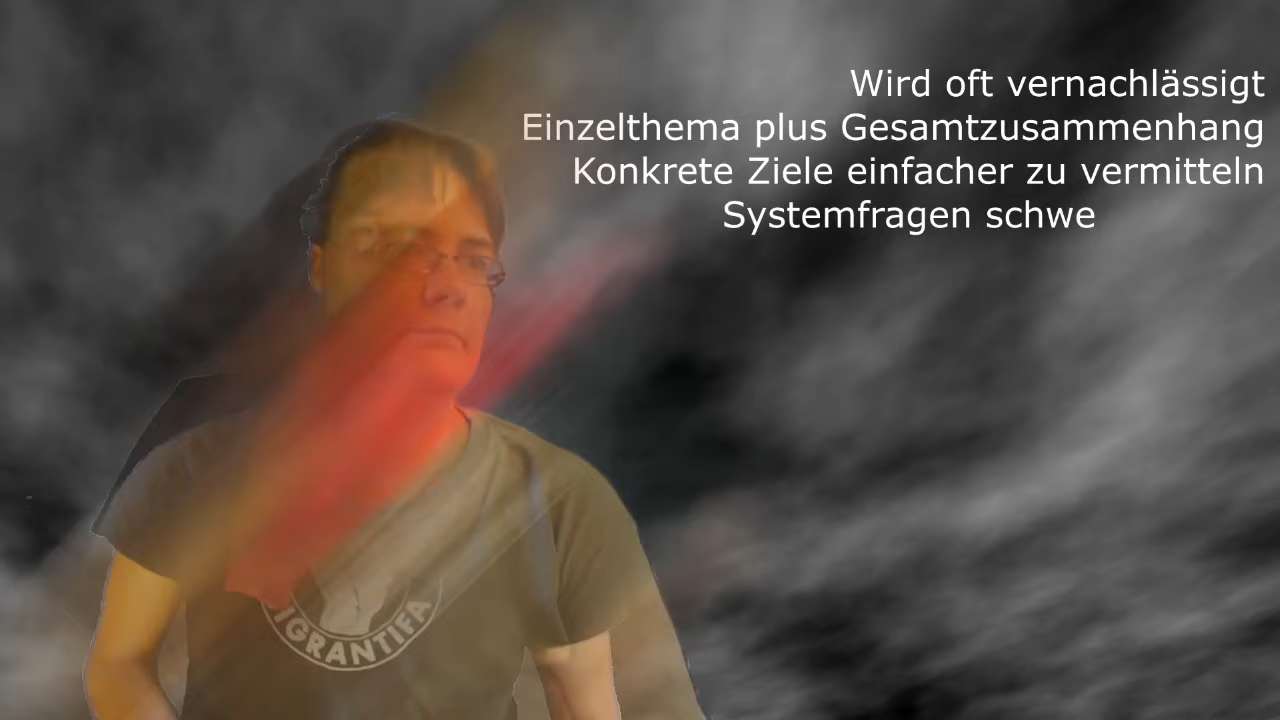 Wird oft vernachlässigt
Einzelthema plus Gesamtzusammenhang
Konkrete Ziele einfacher zu vermitteln
Systemfragen schwe
IGRANTIFA